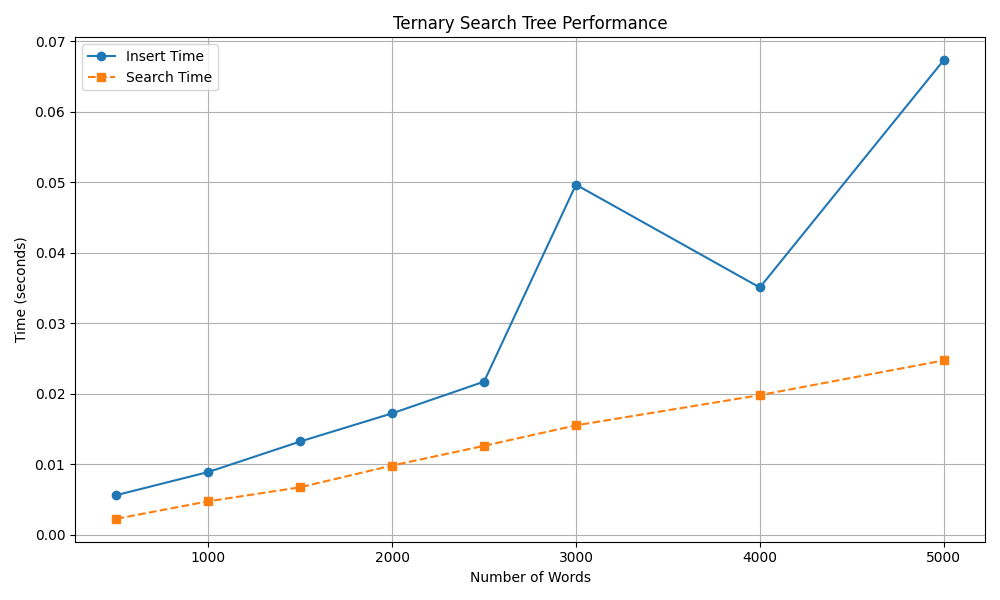 Ternary Search Tree Performance
Insert Time
Search Time
0.07
0.06
0.05
0.04
0.03
0.02
0.01
0.00
Time (seconds)
1000
2000
3000
4000
5000
Number of Words